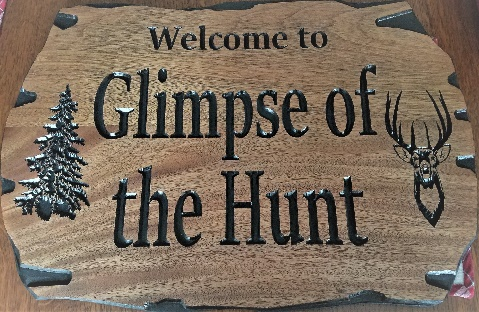 Welcome to
Glimpse of
the Hunt